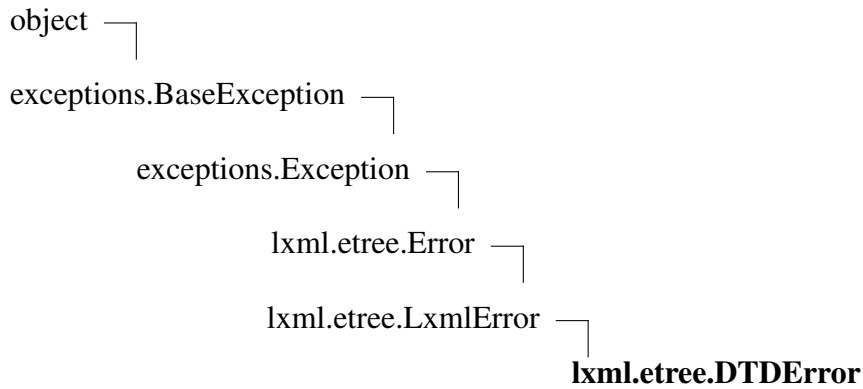 object
exceptions.BaseException
exceptions.Exception
lxml.etree.Error
lxml.etree.LxmlError
lxml.etree.DTDError